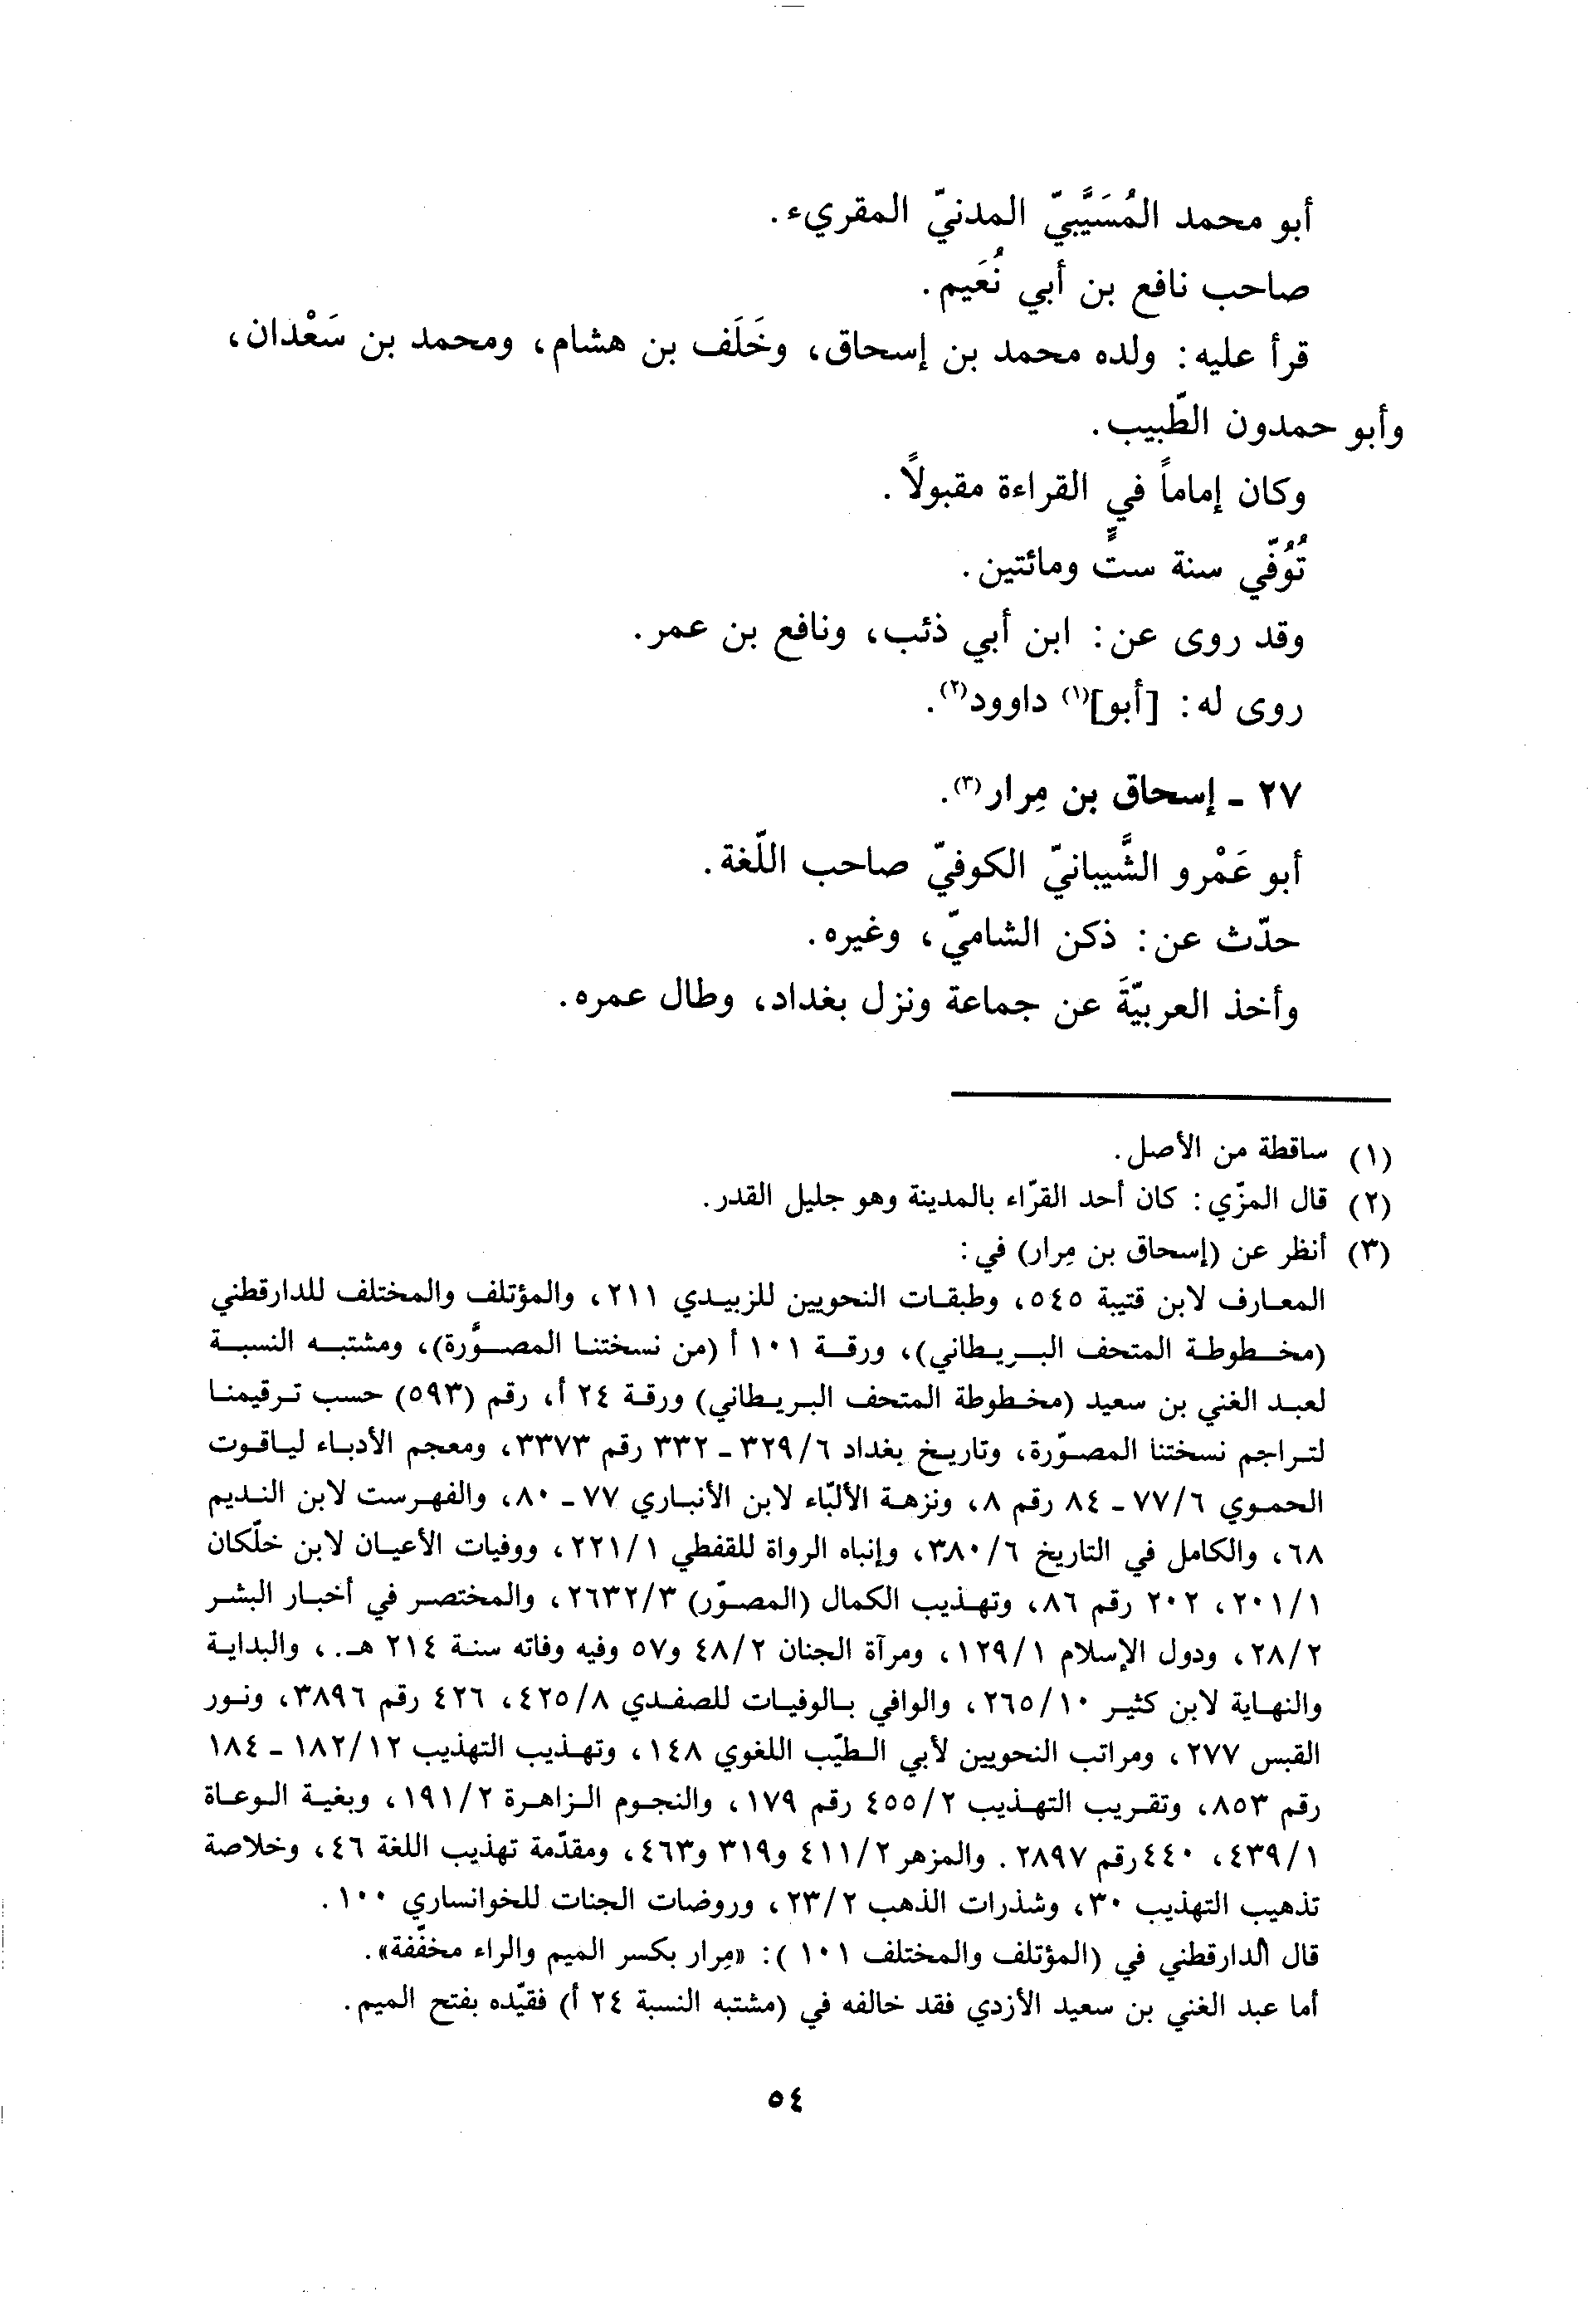 أبو محمد المُسَيَّبيّ المدنيّ المقريء.
صاحب نافع بن أبي نُعَيم.
قرأ عليه: ولده محمد بن إسحاق، وخَلَف بن هشام، ومحمد بن سَعْدان،
وأبو حمدون الطّبيب.
وكان إماماً في القراءة مقبولاً.
تُوُفّي سنة ستٍّ ومائتين.
وقد روى عن: ابن أبي ذئب، ونافع بن عمر.
روى له: [أبو](١) داوود(٢).
٢٧ ـ إسحاق بن مِرار(٣).
أبو عَمْرو الشَّيبانيّ الكوفيّ صاحب اللّغة.
حدّث عن: ذكن الشاميّ، وغيره.
وأخذ العربيّةَ عن جماعة ونزل بغداد، وطال عمره.
(١) ساقطة من الأصل.
(٢) قال المزّي: كان أحد القرّاء بالمدينة وهو جليل القدر.
(٣) أنظر عن (إسحاق بن مِرار) في:
المعارف لابن قتيبة ٥٤٥، وطبقات النحويين للزبيدي ٢١١، والمؤتلف والمختلف للدارقطني
(مخطوطة المتحف البريطاني)، ورقة ١٠١ أ (من نسختنا المصوَّرة)، ومشتبه النسبة
لعبد الغني بن سعيد (مخطوطة المتحف البريطاني) ورقة ٢٤ أ، رقم (٥٩٣) حسب ترقيمنا
لتراجم نسختنا المصوّرة، وتاريخ بغداد ٦/٣٢٩ ـ ٣٣٢ رقم ٣٣٧٣، ومعجم الأدباء لياقوت
الحموي ٦/٧٧ ـ ٨٤ رقم ٨، ونزهة الألبّاء لابن الأنباري ٧٧ ـ ٨٠، والفهرست لابن النديم
٦٨، والكامل في التاريخ ٦/٣٨٠، وإنباه الرواة للقفطي ١/٢٢١، ووفيات الأعيان لابن خلّكان
١/٢٠١، ٢٠٢ رقم ٨٦، وتهذيب الكمال (المصوّر) ٣/٢٦٣٢، والمختصر في أخبار البشر
٢/٢٨، ودول الإسلام ١/١٢٩، ومرآة الجنان ٢/٤٨ و٥٧ وفيه وفاته سنة ٢١٤ هـ.، والبداية
والنهاية لابن كثير ١٠/٢٦٥، والوافي بالوفيات للصفدي ٨/٤٢٥، ٤٢٦ رقم ٣٨٩٦، ونور
القبس ٢٧٧، ومراتب النحويين لأبي الطيّب اللغوي ١٤٨، وتهذيب التهذيب ١٢/١٨٢ ـ ١٨٤
رقم ٨٥٣، وتقريب التهذيب ٢/٤٥٥ رقم ١٧٩، والنجوم الزاهرة ٢/١٩١، وبغية الوعاة
١/٤٣٩، ٤٤٠ رقم ٢٨٩٧. والمزهر ٢/٤١١ و٣١٩ و٤٦٣، ومقدّمة تهذيب اللغة ٤٦، وخلاصة
تذهيب التهذيب ٣٠، وشذرات الذهب ٢/٢٣، وروضات الجنات للخوانساري ١٠٠.
قال الدارقطني في (المؤتلف والمختلف ١٠١): «مِرار بكسر الميم والراء مخفّفة».
أما عبد الغني بن سعيد الأزدي فقد خالفه في (مشتبه النسبة ٢٤ أ) فقيّده بفتح الميم.
٥٤